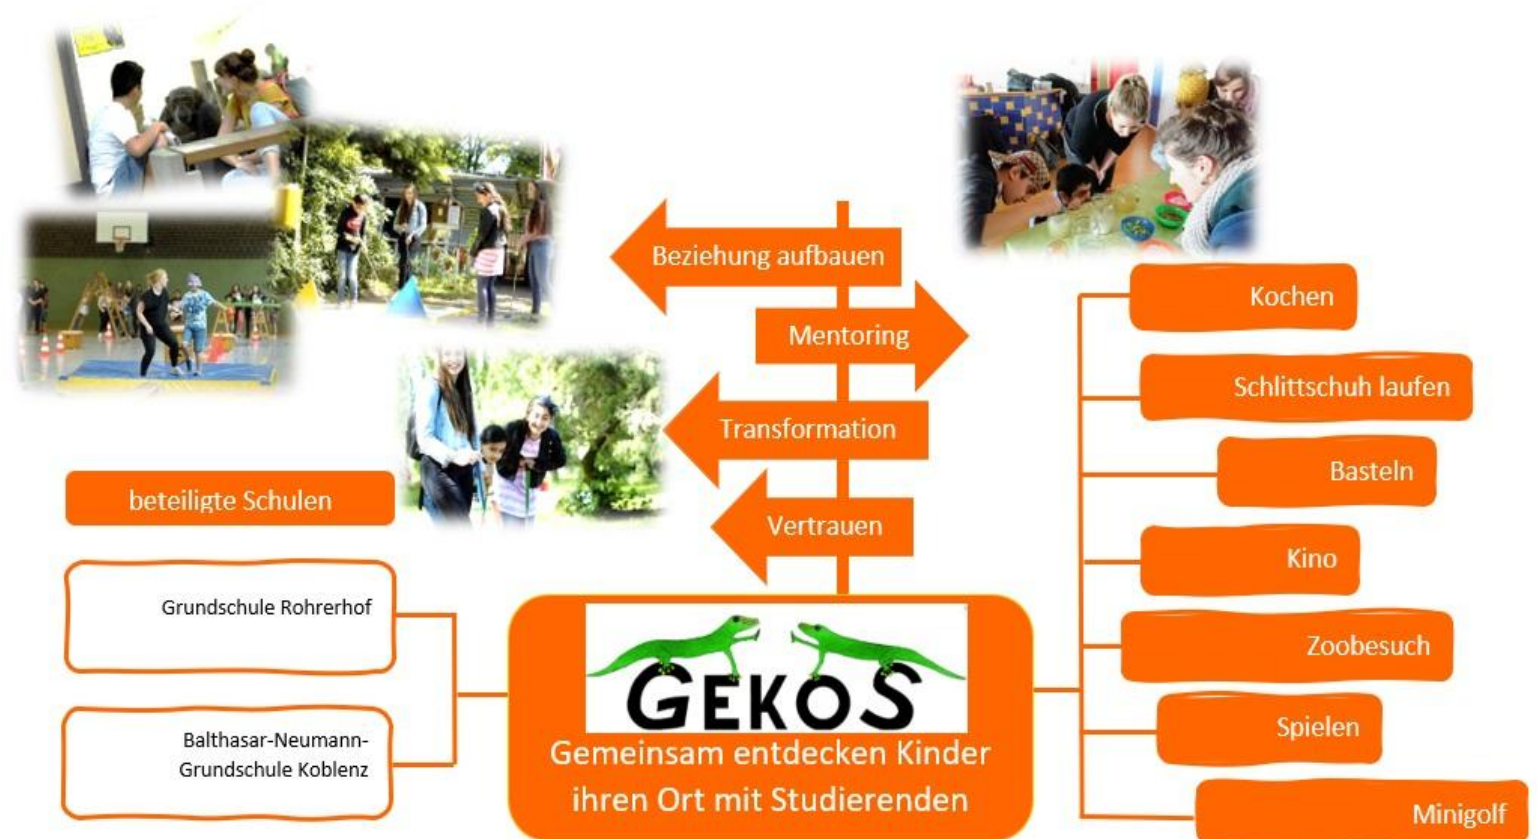 Beziehung aufbauen
Mentoring
Transformation
Vertrauen
Kochen
Schlittschuh laufen
Basteln
Kino
Zoobesuch
Spielen
Minigolf
beteiligte Schulen
Grundschule Rohrerhof
Balthasar-Neumann-
Grundschule Koblenz
GEKOS
Gemeinsam entdecken Kinder
ihren Ort mit Studierenden